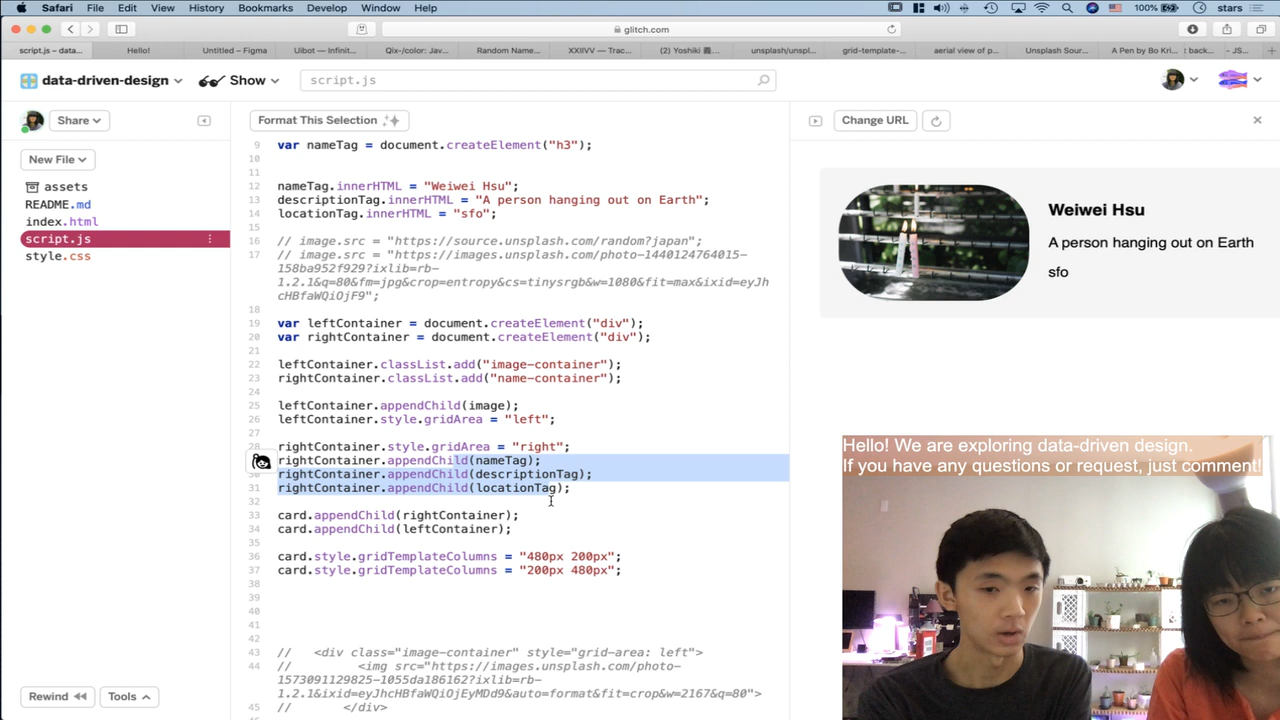 Safari File Edit View History Bookmarks Develop Window Help 100% stars
glitch.com
script.js – data... Hello! Untitled – Figma Uibot — Infinit... Qix-/color: Jav... Random Name... XXIIVV — Trac... unsplash/unspl... grid-template-... aerial view of p... Unsplash Sour... A Pen by Bo Kri...
data-driven-design Show script.js
Share Format This Selection Change URL
New File
assets
README.md
index.html
script.js
style.css
9 var nameTag = document.createElement("h3");
10
11
12 nameTag.innerHTML = "Weiwei Hsu";
13 descriptionTag.innerHTML = "A person hanging out on Earth";
14 locationTag.innerHTML = "sfo";
15
16 // image.src = "https://source.unsplash.com/random?japan";
17 // image.src = "https://images.unsplash.com/photo-1440124764015-
158ba952f929?ixlib=rb-
1.2.1&q=80&fm=jpg&crop=entropy&cs=tinysrgb&w=1080&fit=max&ixid=eyJh
cHBfaWQiOjF9";
18
19 var leftContainer = document.createElement("div");
20 var rightContainer = document.createElement("div");
21
22 leftContainer.classList.add("image-container");
23 rightContainer.classList.add("name-container");
24
25 leftContainer.appendChild(image);
26 leftContainer.style.gridArea = "left";
27
28 rightContainer.style.gridArea = "right";
rightContainer.appendChild(nameTag);
30 rightContainer.appendChild(descriptionTag);
31 rightContainer.appendChild(locationTag);
32
33 card.appendChild(rightContainer);
34 card.appendChild(leftContainer);
35
36 card.style.gridTemplateColumns = "480px 200px";
37 card.style.gridTemplateColumns = "200px 480px";
38
39
40
41
42
43 // <div class="image-container" style="grid-area: left">
44 // <img src="https://images.unsplash.com/photo-
1573091129825-1055da186162?ixlib=rb-
1.2.1&ixid=eyJhcHBfaWQiOjEyMDd9&auto=format&fit=crop&w=2167&q=80">
// </div>
Weiwei Hsu
A person hanging out on Earth
sfo
Hello! We are exploring data-driven design.
If you have any questions or request, just comment!
Rewind Tools